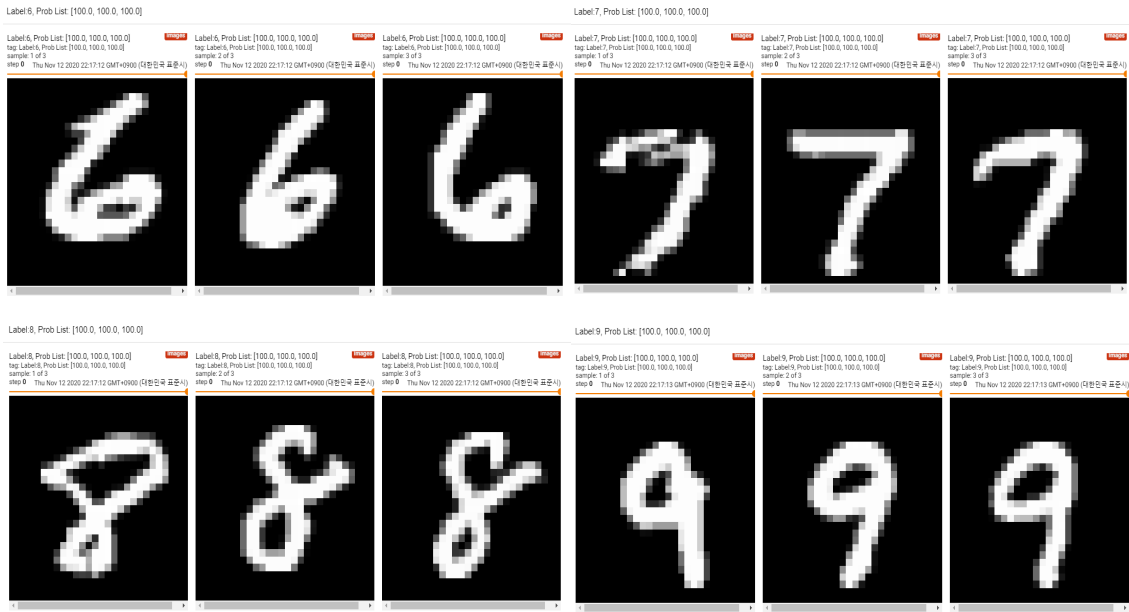 Label:6, Prob List: [100.0, 100.0, 100.0]
Label:6, Prob List: [100.0, 100.0, 100.0]
images
tag: Label:6, Prob List: [100.0, 100.0, 100.0]
sample: 1 of 3
step 0 Thu Nov 12 2020 22:17:12 GMT+0900 (대한민국 표준시)
6
Label:6, Prob List: [100.0, 100.0, 100.0]
images
tag: Label:6, Prob List: [100.0, 100.0, 100.0]
sample: 2 of 3
step 0 Thu Nov 12 2020 22:17:12 GMT+0900 (대한민국 표준시)
6
Label:6, Prob List: [100.0, 100.0, 100.0]
images
tag: Label:6, Prob List: [100.0, 100.0, 100.0]
sample: 3 of 3
step 0 Thu Nov 12 2020 22:17:12 GMT+0900 (대한민국 표준시)
6
Label:7, Prob List: [100.0, 100.0, 100.0]
Label:7, Prob List: [100.0, 100.0, 100.0]
images
tag: Label:7, Prob List: [100.0, 100.0, 100.0]
sample: 1 of 3
step 0 Thu Nov 12 2020 22:17:12 GMT+0900 (대한민국 표준시)
7
Label:7, Prob List: [100.0, 100.0, 100.0]
images
tag: Label:7, Prob List: [100.0, 100.0, 100.0]
sample: 2 of 3
step 0 Thu Nov 12 2020 22:17:12 GMT+0900 (대한민국 표준시)
7
Label:7, Prob List: [100.0, 100.0, 100.0]
images
tag: Label:7, Prob List: [100.0, 100.0, 100.0]
sample: 3 of 3
step 0 Thu Nov 12 2020 22:17:12 GMT+0900 (대한민국 표준시)
7
Label:8, Prob List: [100.0, 100.0, 100.0]
Label:8, Prob List: [100.0, 100.0, 100.0]
images
tag: Label:8, Prob List: [100.0, 100.0, 100.0]
sample: 1 of 3
step 0 Thu Nov 12 2020 22:17:12 GMT+0900 (대한민국 표준시)
8
Label:8, Prob List: [100.0, 100.0, 100.0]
images
tag: Label:8, Prob List: [100.0, 100.0, 100.0]
sample: 2 of 3
step 0 Thu Nov 12 2020 22:17:12 GMT+0900 (대한민국 표준시)
8
Label:8, Prob List: [100.0, 100.0, 100.0]
images
tag: Label:8, Prob List: [100.0, 100.0, 100.0]
sample: 3 of 3
step 0 Thu Nov 12 2020 22:17:12 GMT+0900 (대한민국 표준시)
8
Label:9, Prob List: [100.0, 100.0, 100.0]
Label:9, Prob List: [100.0, 100.0, 100.0]
images
tag: Label:9, Prob List: [100.0, 100.0, 100.0]
sample: 1 of 3
step 0 Thu Nov 12 2020 22:17:13 GMT+0900 (대한민국 표준시)
9
Label:9, Prob List: [100.0, 100.0, 100.0]
images
tag: Label:9, Prob List: [100.0, 100.0, 100.0]
sample: 2 of 3
step 0 Thu Nov 12 2020 22:17:13 GMT+0900 (대한민국 표준시)
9
Label:9, Prob List: [100.0, 100.0, 100.0]
images
tag: Label:9, Prob List: [100.0, 100.0, 100.0]
sample: 3 of 3
step 0 Thu Nov 12 2020 22:17:13 GMT+0900 (대한민국 표준시)
9